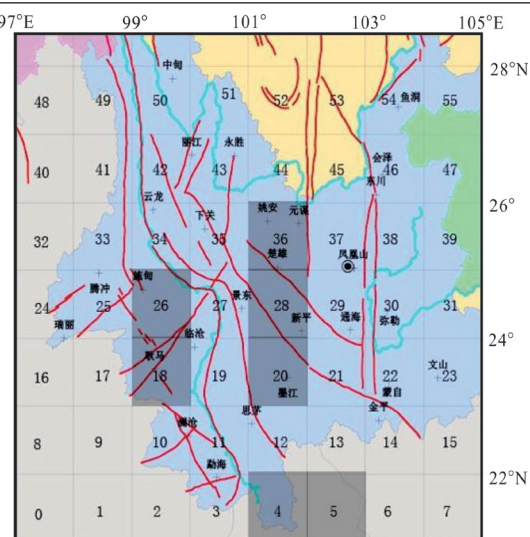 97°E 99° 101° 103° 105°E
中甸
28°N
48 49 50 51 52 53 54 鱼洞 55
丽江 永胜 会泽
40 41 42 43 44 45 46 47
东川
云龙 姚安 元谋
26°
下关
32 33 34 35 36 37 38 39
楚雄 凤凰山
施甸
腾冲 景东
24 25 26 27 28 29 30 31
瑞丽 新平 通海 弥勒
临沧
24°
耿马 文山
16 17 18 19 20 21 22 23
墨江 蒙自
澜沧 思茅 金平
8 9 10 11 12 13 14 15
勐海
22°N
0 1 2 3 4 5 6 7